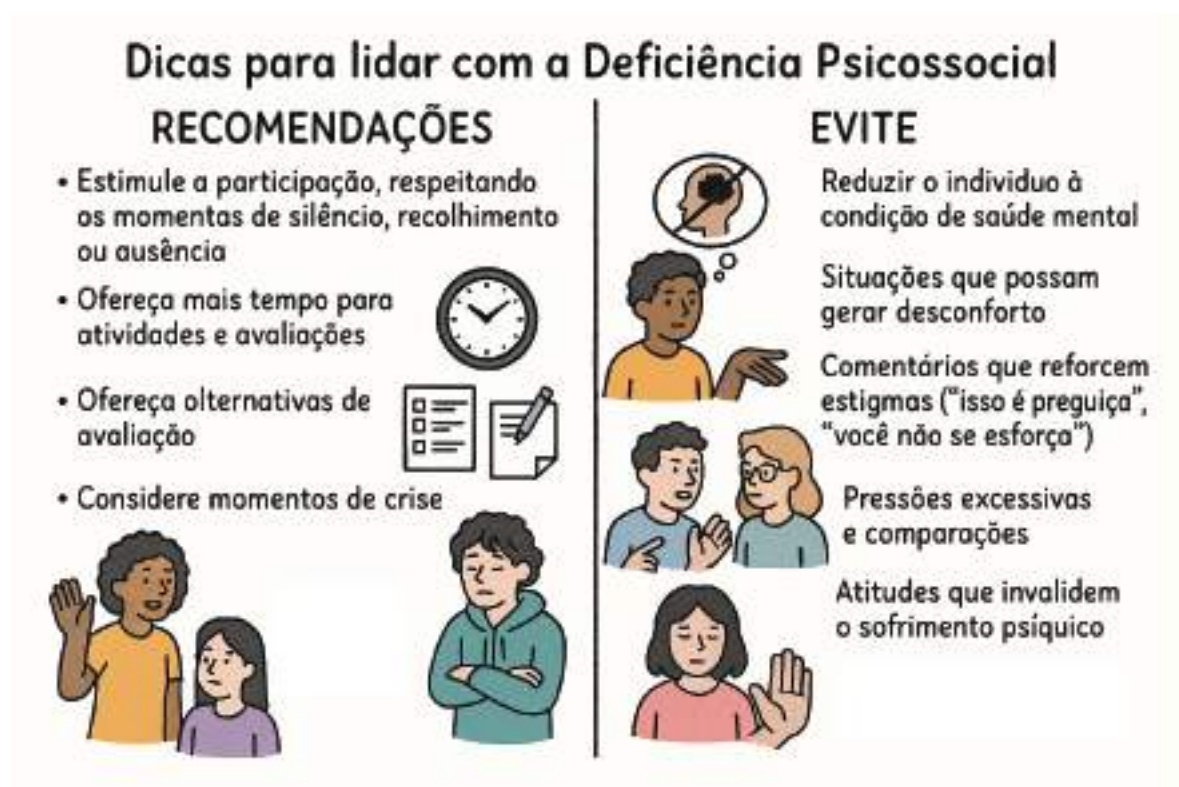 Dicas para lidar com a Deficiência Psicossocial
RECOMENDAÇÕES
• Estimule a participação, respeitando
os momentas de silêncio, recolhimento
ou ausência
• Ofereça mais tempo para
atividades e avaliações
• Ofereça olternativas de
avaliação
• Considere momentos de crise
EVITE
Reduzir o individuo à
condição de saúde mental
Situações que possam
gerar desconforto
Comentários que reforcem
estigmas (“isso é preguiça”,
“você não se esforça”)
Pressões excessivas
e comparações
Atitudes que invalidem
o sofrimento psíquico